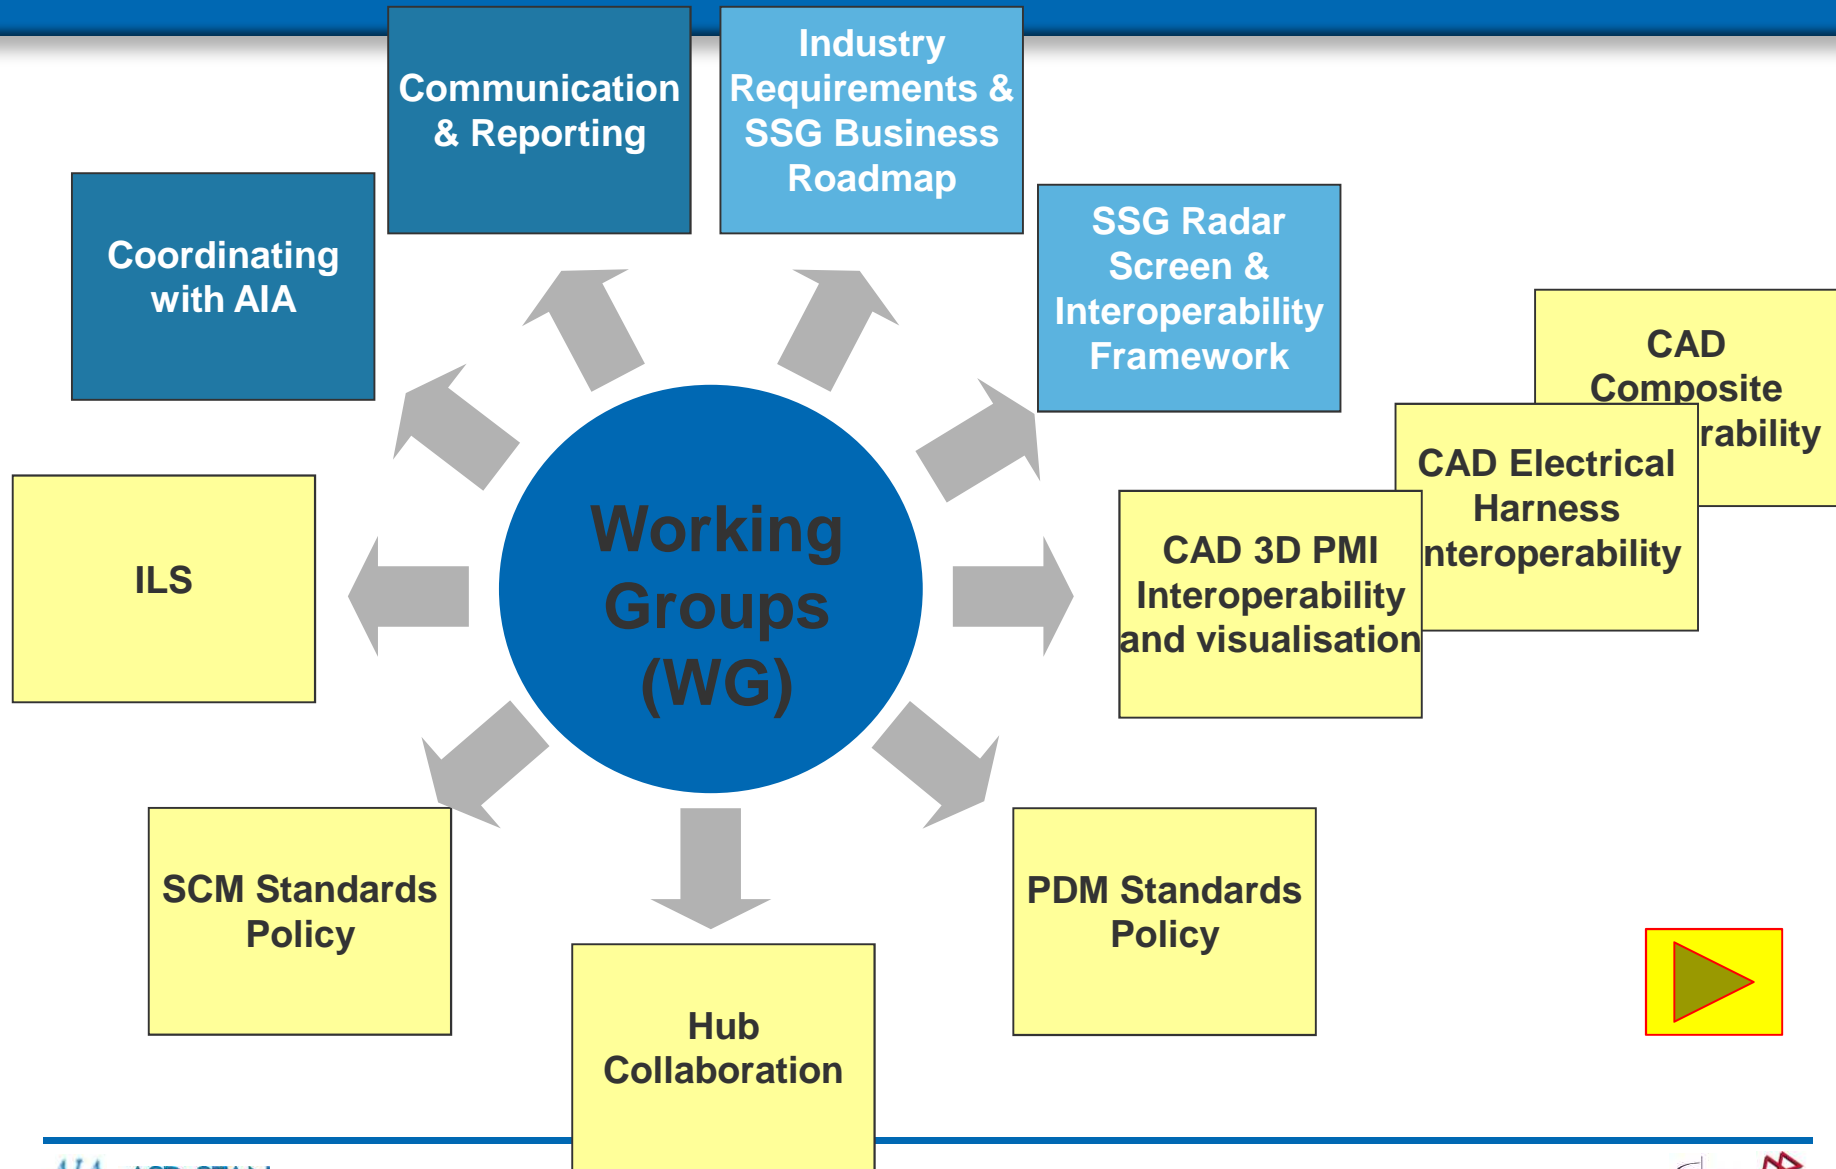 Communication
& Reporting
Industry
Requirements &
SSG Business
Roadmap
Coordinating
with AIA
SSG Radar
Screen &
Interoperability
Framework
CAD
Composite
rability
CAD Electrical
Harness
nteroperability
CAD 3D PMI
Interoperability
and visualisation
Working
Groups
(WG)
ILS
SCM Standards
Policy
PDM Standards
Policy
Hub
Collaboration